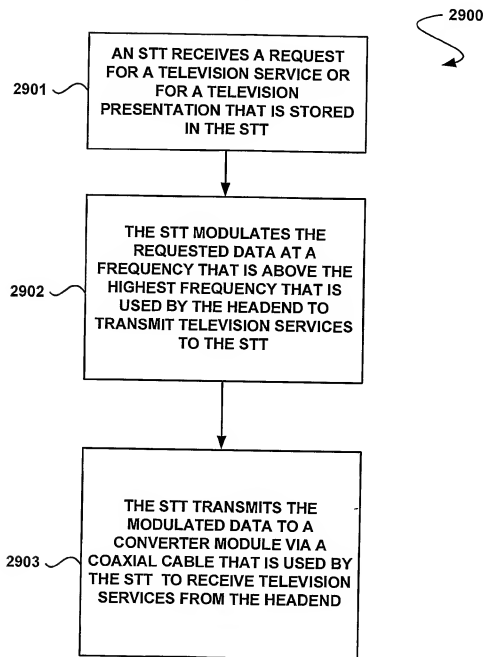 2900
AN STT RECEIVES A REQUEST
FOR A TELEVISION SERVICE OR
FOR A TELEVISION
PRESENTATION THAT IS STORED
IN THE STT
2901
THE STT MODULATES THE
REQUESTED DATA AT A
FREQUENCY THAT IS ABOVE THE
HIGHEST FREQUENCY THAT IS
USED BY THE HEADEND TO
TRANSMIT TELEVISION SERVICES
TO THE STT
2902
THE STT TRANSMITS THE
MODULATED DATA TO A
CONVERTER MODULE VIA A
COAXIAL CABLE THAT IS USED BY
THE STT TO RECEIVE TELEVISION
SERVICES FROM THE HEADEND
2903